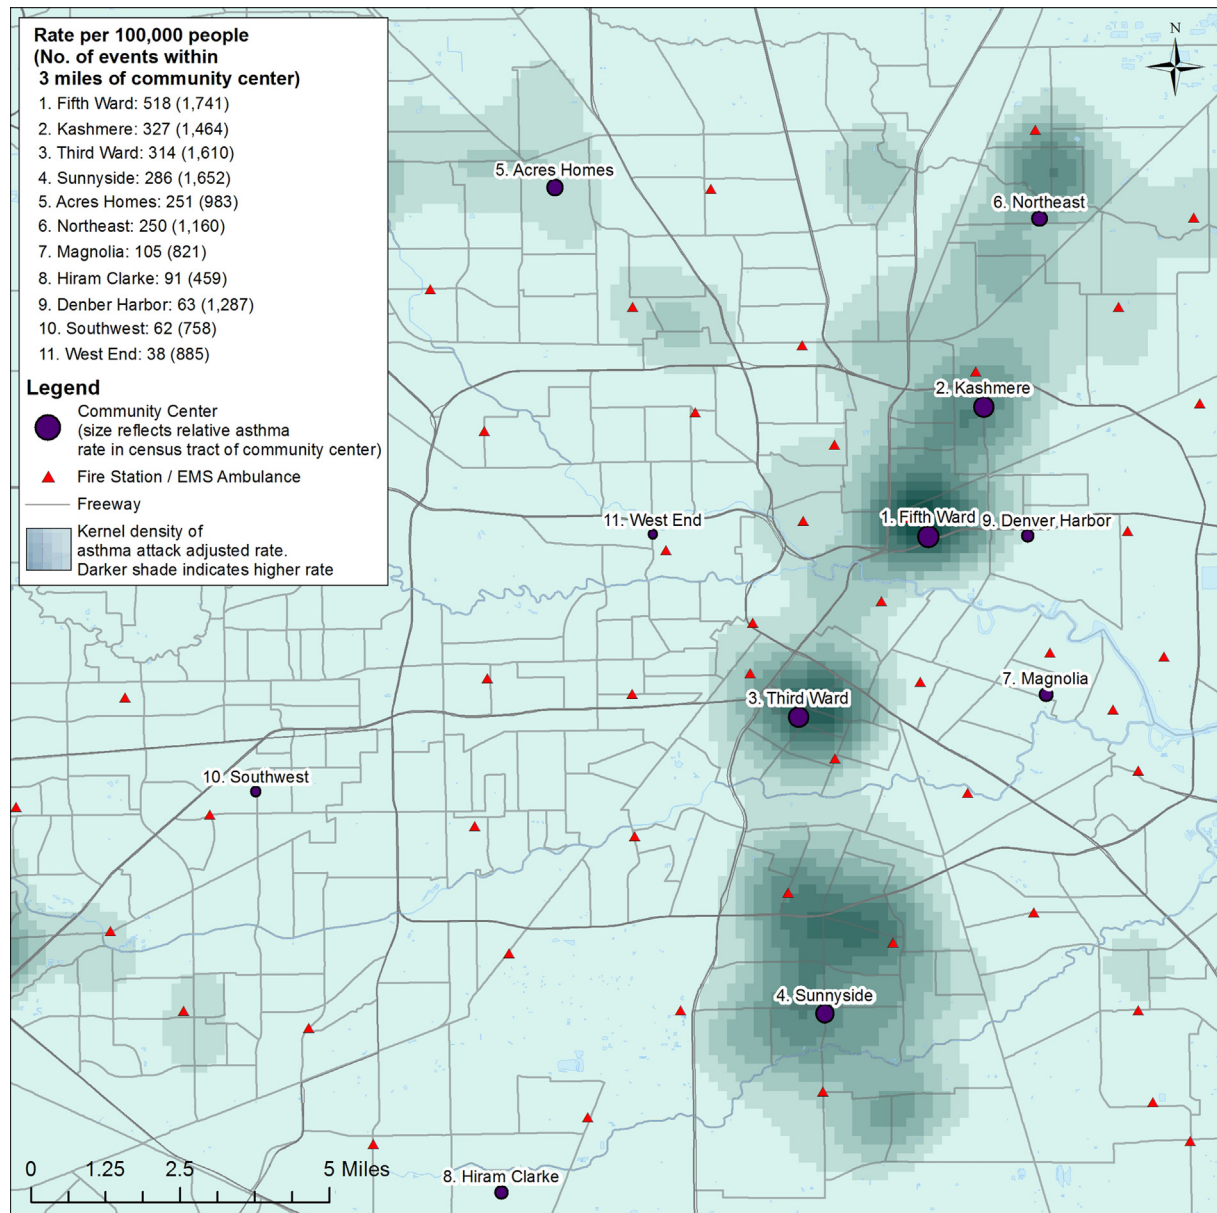 Rate per 100,000 people
(No. of events within
3 miles of community center)
1. Fifth Ward: 518 (1,741)
2. Kashmere: 327 (1,464)
3. Third Ward: 314 (1,610)
4. Sunnyside: 286 (1,652)
5. Acres Homes: 251 (983)
6. Northeast: 250 (1,160)
7. Magnolia: 105 (821)
8. Hiram Clarke: 91 (459)
9. Denber Harbor: 63 (1,287)
10. Southwest: 62 (758)
11. West End: 38 (885)
Legend
Community Center
(size reflects relative asthma
rate in census tract of community center)
Fire Station / EMS Ambulance
Freeway
Kernel density of
asthma attack adjusted rate.
Darker shade indicates higher rate
N
5. Acres Homes
6. Northeast
2. Kashmere
11. West End
1. Fifth Ward
9. Denver Harbor
7. Magnolia
3. Third Ward
10. Southwest
4. Sunnyside
8. Hiram Clarke
0 1.25 2.5 5 Miles